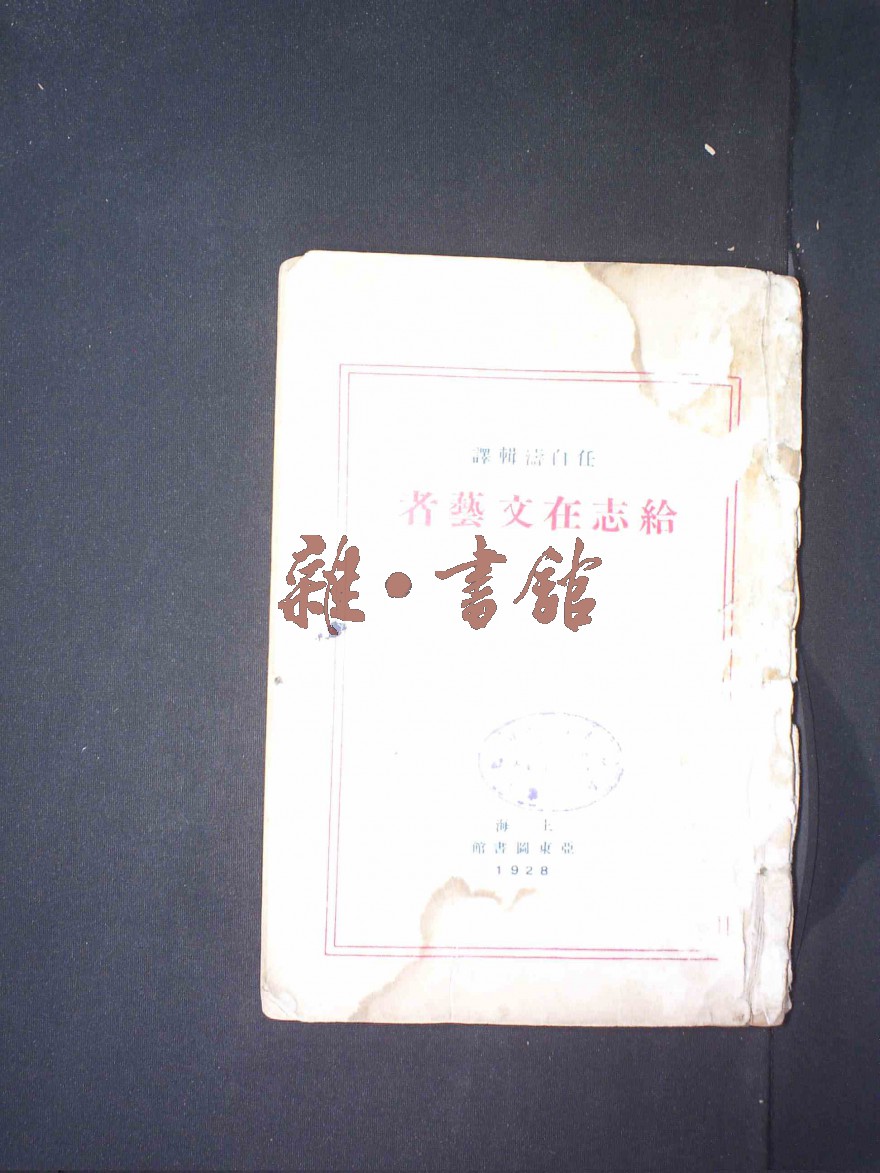 任白濤輯譯
給志在文藝者
雜•書館
上海
亞東圖書館
1928